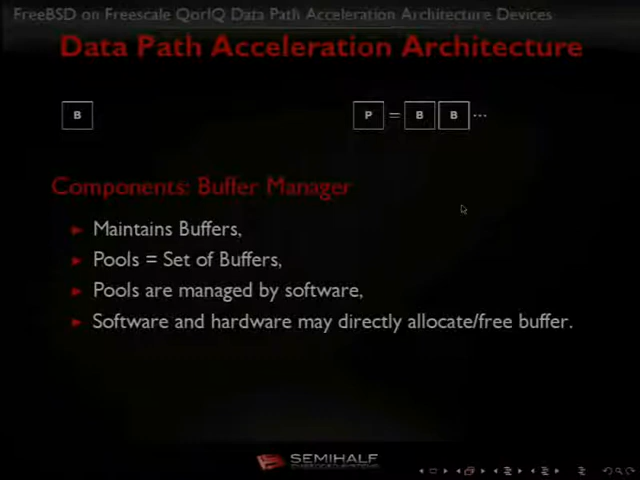 FreeBSD on Freescale QorIQ Data Path Acceleration Architecture Devices
Data Path Acceleration Architecture
B
P = B B ...
Components: Buffer Manager
Maintains Buffers,
Pools = Set of Buffers,
Pools are managed by software,
Software and hardware may directly allocate/free buffer.
SEMIHALF